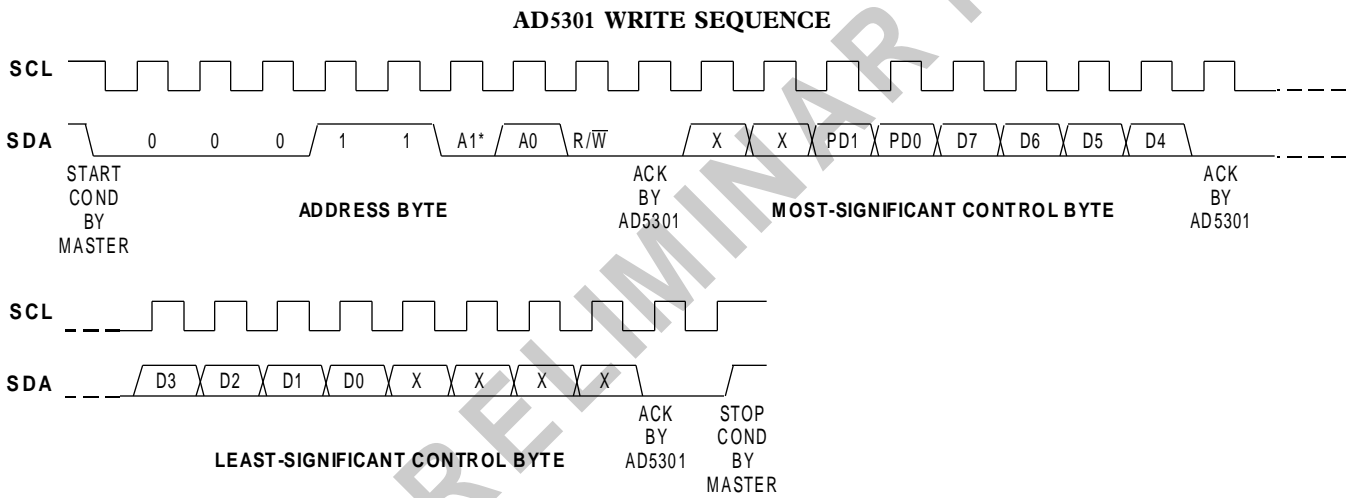 AD5301 WRITE SEQUENCE
SCL
SDA 0 0 0 1 1 A1* A0 R/W̅ X X PD1 PD0 D7 D6 D5 D4
START COND BY MASTER
ADDRESS BYTE
ACK BY AD5301
MOST-SIGNIFICANT CONTROL BYTE
ACK BY AD5301
SCL
SDA D3 D2 D1 D0 X X X X
LEAST-SIGNIFICANT CONTROL BYTE
ACK BY AD5301
STOP COND BY MASTER
RELIMINAR